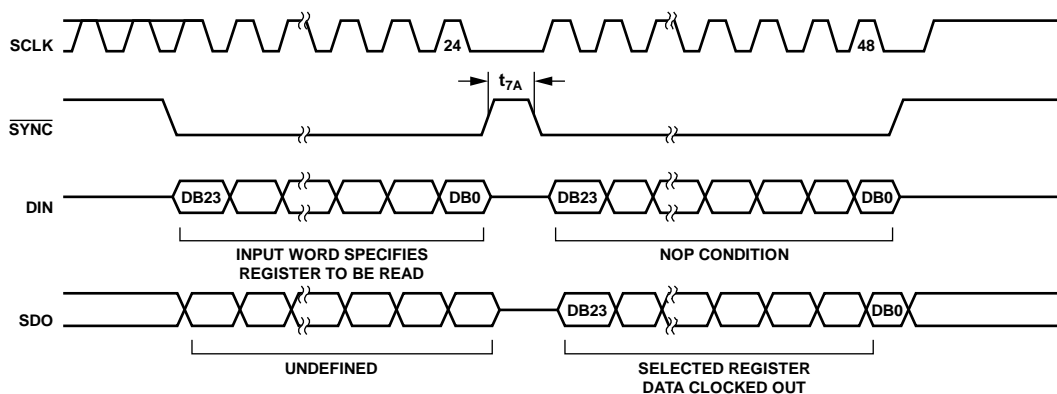 SCLK
24
48
t7A
SYNC
DIN
DB23
DB0
DB23
DB0
INPUT WORD SPECIFIES
REGISTER TO BE READ
NOP CONDITION
SDO
DB23
DB0
UNDEFINED
SELECTED REGISTER
DATA CLOCKED OUT